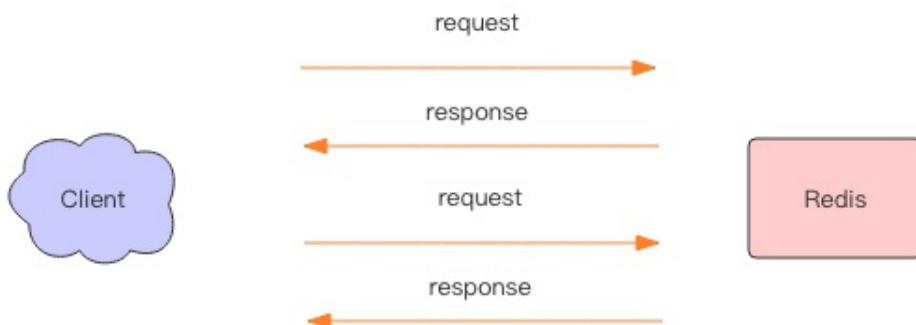 request
response
Client
request
Redis
response